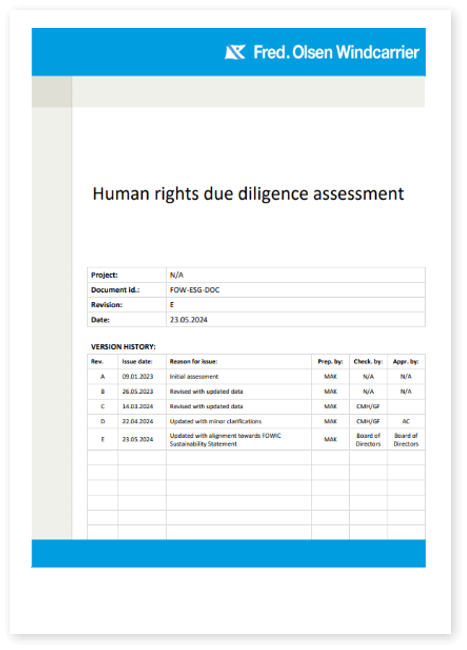 Fred. Olsen Windcarrier
Human rights due diligence assessment
Project: N/A
Document id.: FOW-ESG-DOC
Revision: E
Date: 23.05.2024
VERSION HISTORY:
Rev. Issue date: Reason for issue: Prep. by: Check. by: Appr. by:
A 09.01.2023 Initial assessment MAK N/A N/A
B 26.05.2023 Revised with updated data MAK N/A N/A
C 14.03.2024 Revised with updated data MAK CMH/GF
D 22.04.2024 Updated with minor clarifications MAK CMH/GF AC
E 23.05.2024 Updated with alignment towards FOWIC Sustainability Statement MAK Board of Directors Board of Directors